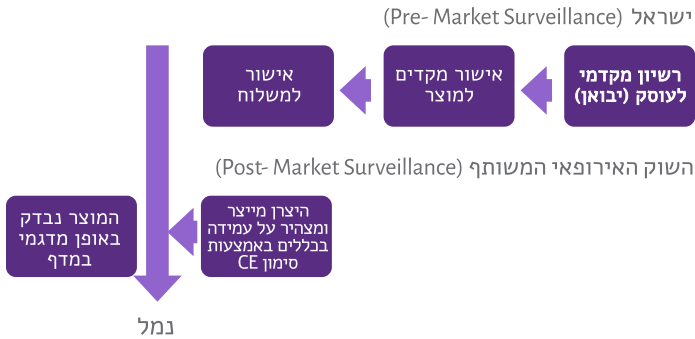 ישראל (Pre- Market Surveillance)
רשיון מקדמי
לעוסק (יבואן)
אישור מקדים
למוצר
אישור
למשלוח
השוק האירופאי המשותף (Post- Market Surveillance)
היצרן מייצר
ומצהיר על עמידה
בכללים באמצעות
סימון CE
המוצר נבדק
באופן מדגמי
במדף
נמל